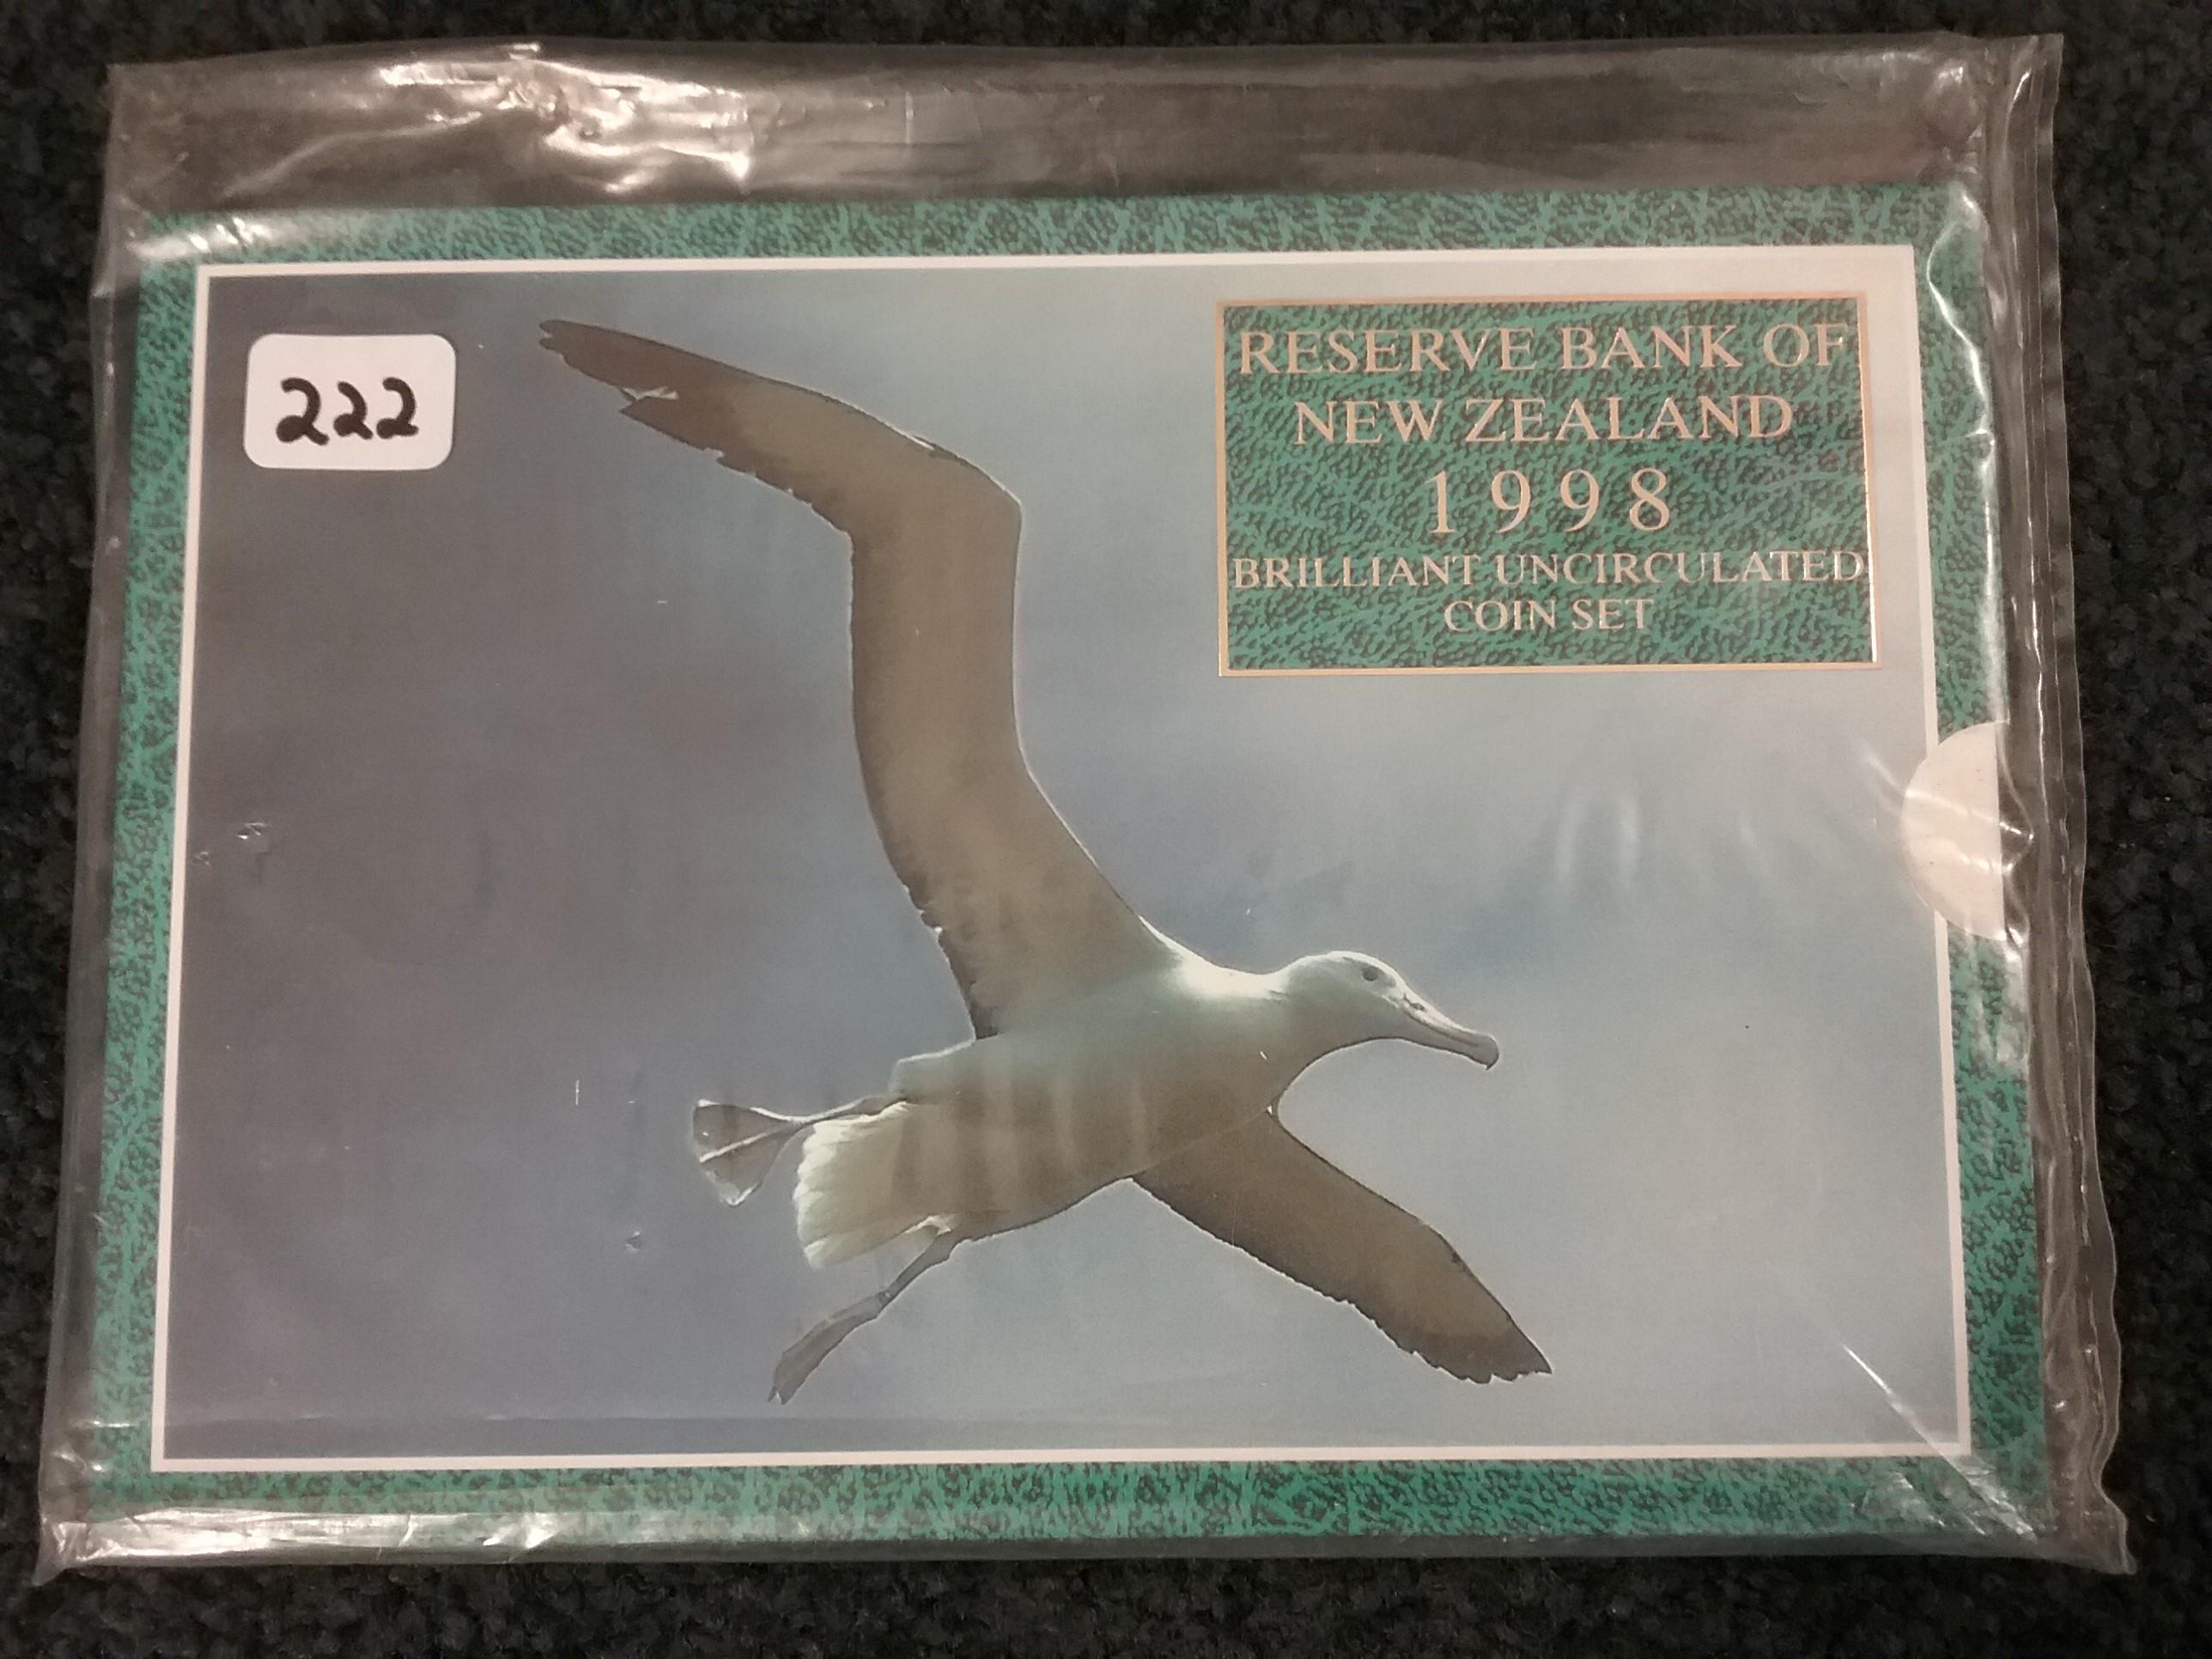 222
RESERVE BANK OF
NEW ZEALAND
1998
BRILLIANT UNCIRCULATED
COIN SET